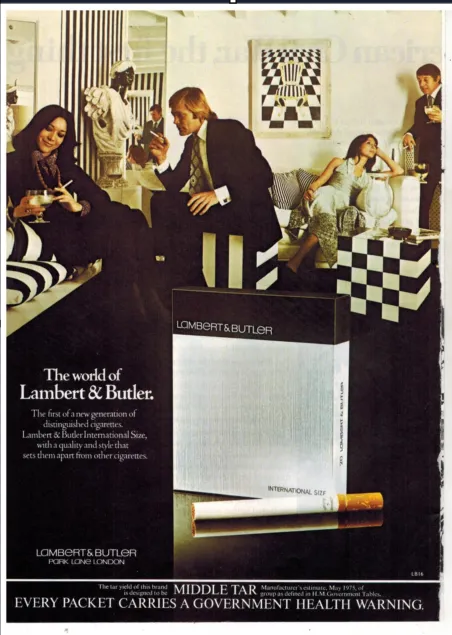 LAMBERT & BUTLER
The world of
Lambert & Butler.
The first of a new generation of
distinguished cigarettes.
Lambert & Butler International Size,
with a quality and style that
sets them apart from other cigarettes.
INTERNATIONAL SIZE
LAMBERT & BUTLER
PARK LANE LONDON
LB16
The tar yield of this brand
is designed to be
MIDDLE TAR
Manufacturer's estimate, May 1975, of
group as defined in H.M. Government Tables.
EVERY PACKET CARRIES A GOVERNMENT HEALTH WARNING.